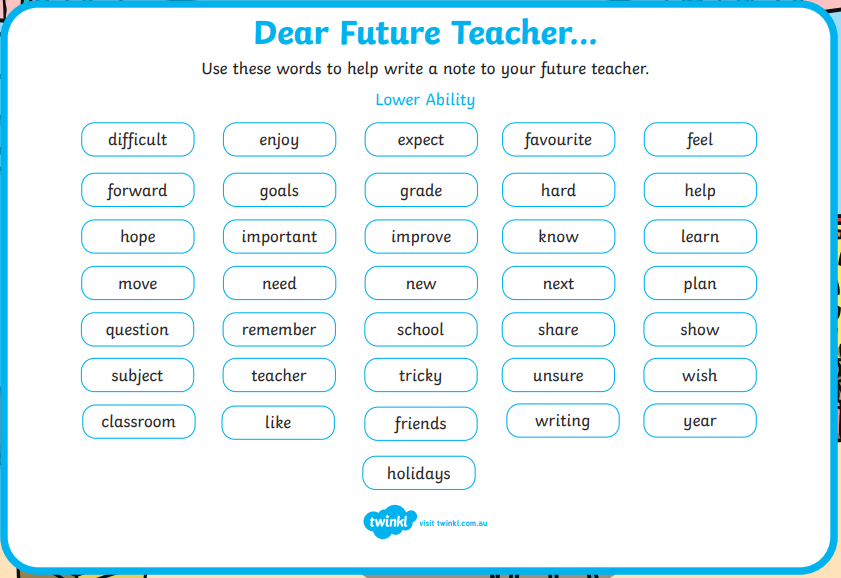 Dear Future Teacher...
Use these words to help write a note to your future teacher.
Lower Ability
difficult enjoy expect favourite feel
forward goals grade hard help
hope important improve know learn
move need new next plan
question remember school share show
subject teacher tricky unsure wish
classroom like friends writing year
holidays
twinkl visit twinkl.com.au